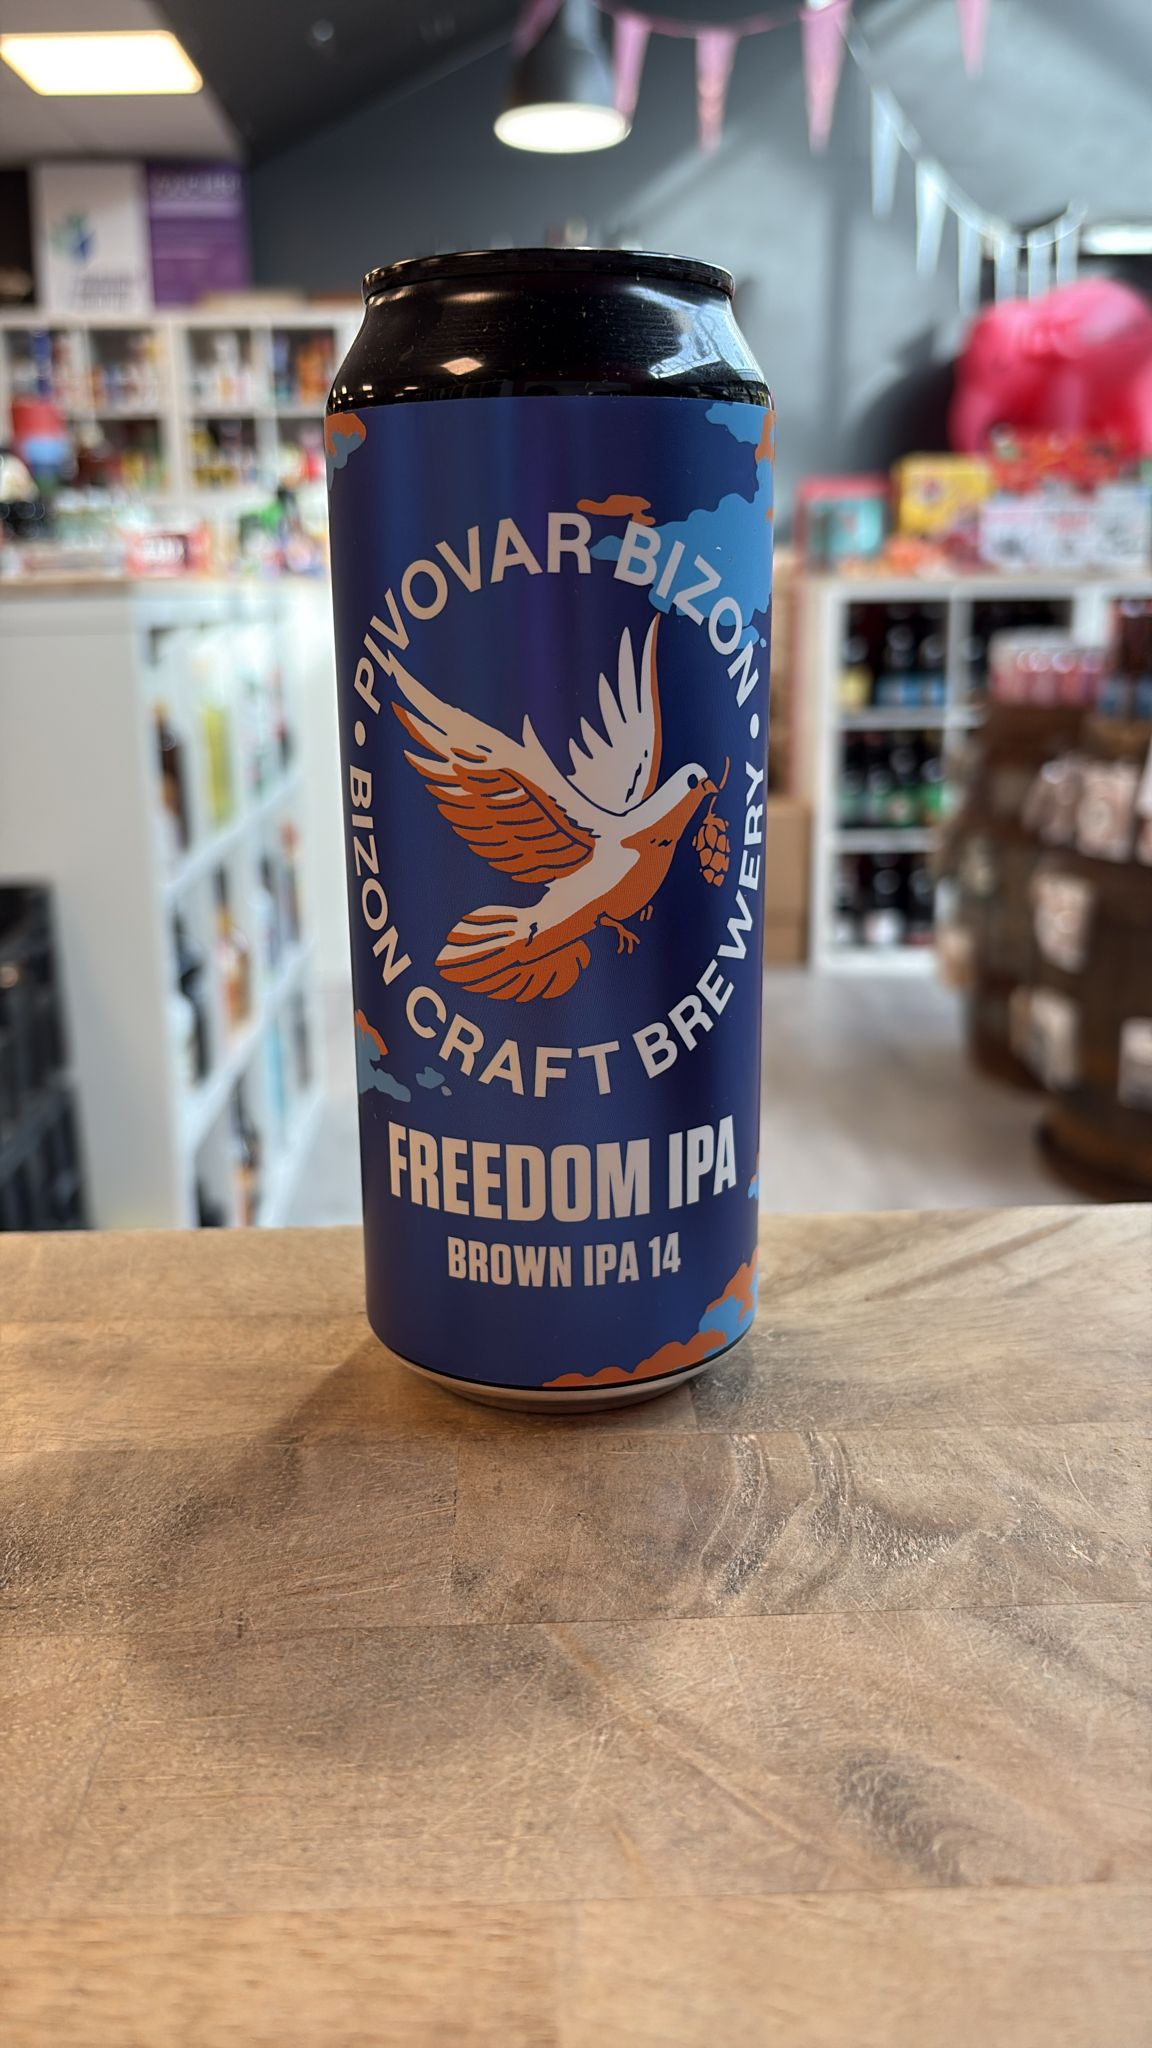 PIVOVAR BIZON
BIZON CRAFT BREWERY
FREEDOM IPA
BROWN IPA 14